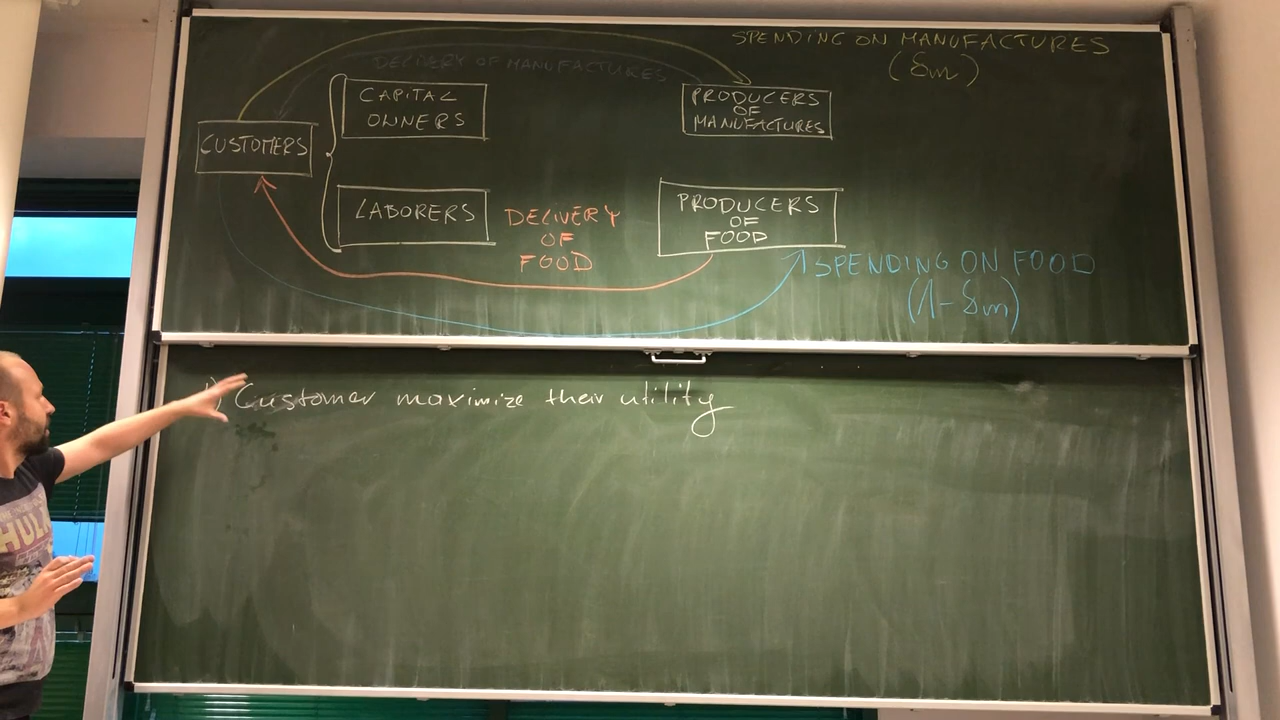 SPENDING ON MANUFACTURES
(δm)
DELIVERY OF MANUFACTURES
CAPITAL
OWNERS
PRODUCERS
OF
MANUFACTURES
CUSTOMERS
LABORERS
DELIVERY
OF
FOOD
PRODUCERS
OF
FOOD
SPENDING ON FOOD
(1-δm)
1) Customer maximize their utility
HULK